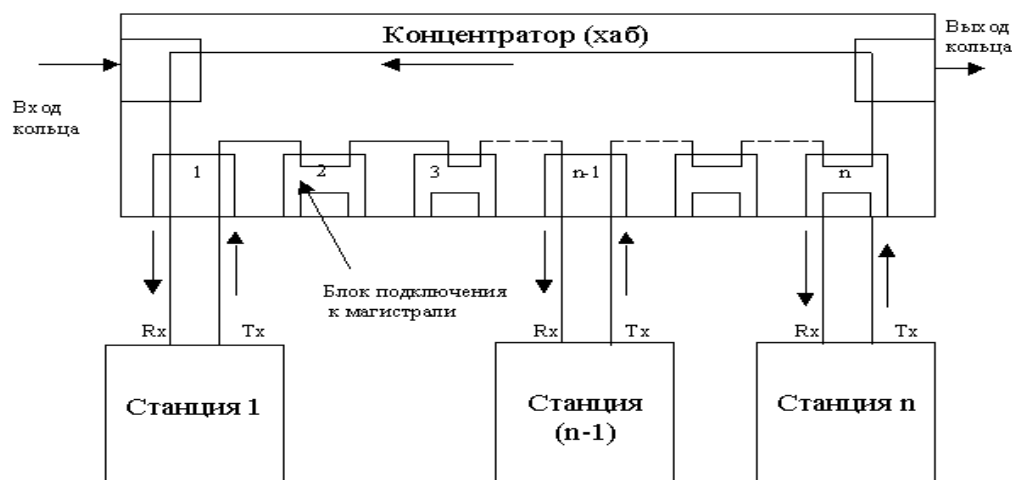 Концентратор (хаб)
Выход
кольца
Вход
кольца
1
2
3
n-1
n
Блок подключения
к магистрали
Rx
Tx
Rx
Tx
Rx
Tx
Станция 1
Станция
(n-1)
Станция n